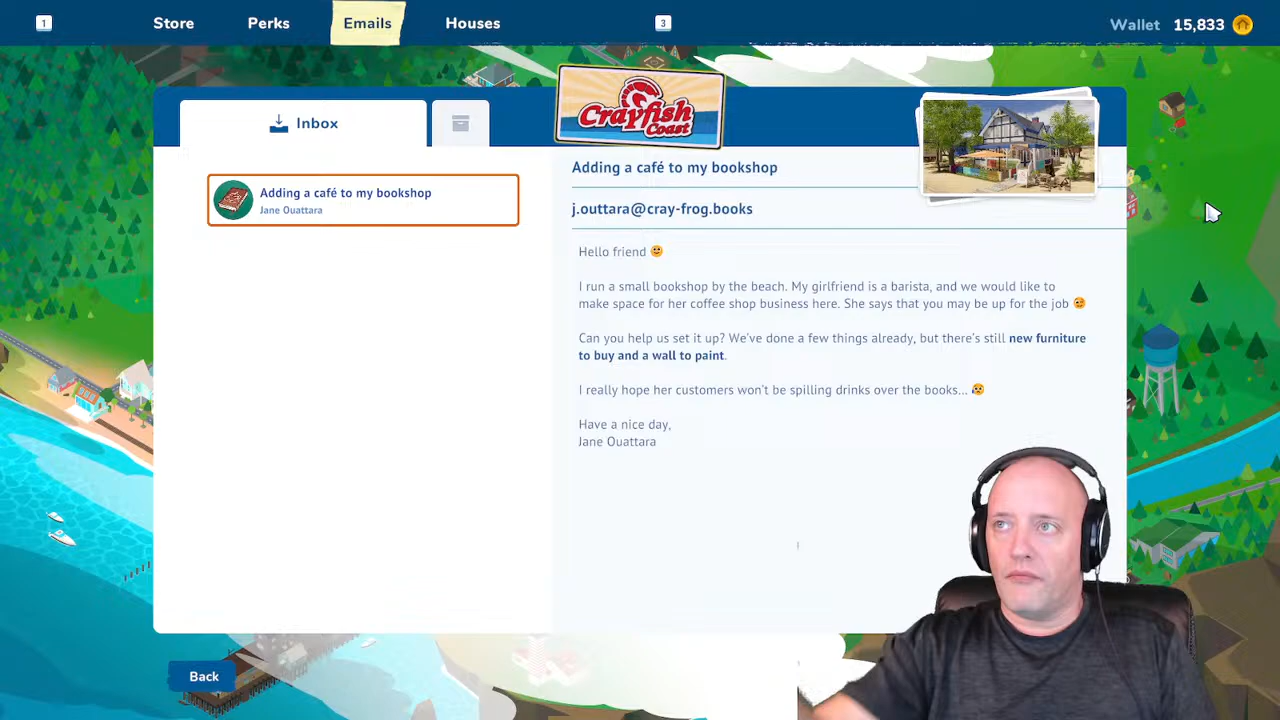 1
Store
Perks
Emails
Houses
3
Wallet 15,833
Inbox
Crayfish
Coast
Adding a café to my bookshop
Jane Ouattara
Adding a café to my bookshop
j.outtara@cray-frog.books
Hello friend
I run a small bookshop by the beach. My girlfriend is a barista, and we would like to
make space for her coffee shop business here. She says that you may be up for the job
Can you help us set it up? We've done a few things already, but there's still new furniture
to buy and a wall to paint.
I really hope her customers won't be spilling drinks over the books...
Have a nice day,
Jane Ouattara
Back